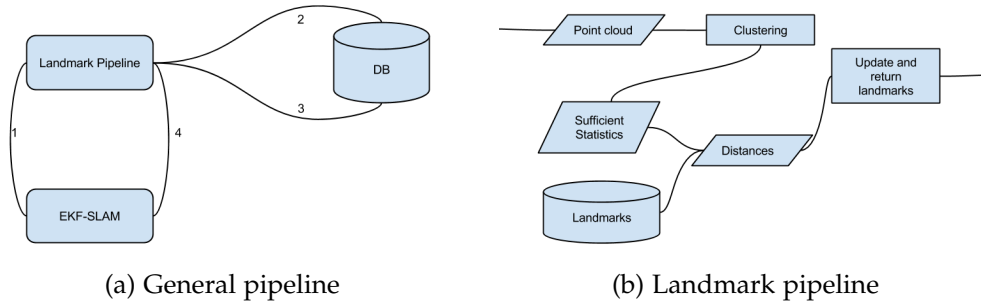 2
Landmark Pipeline
DB
3
1
4
EKF-SLAM
(a) General pipeline
Point cloud
Clustering
Update and
return
landmarks
Sufficient
Statistics
Distances
Landmarks
(b) Landmark pipeline